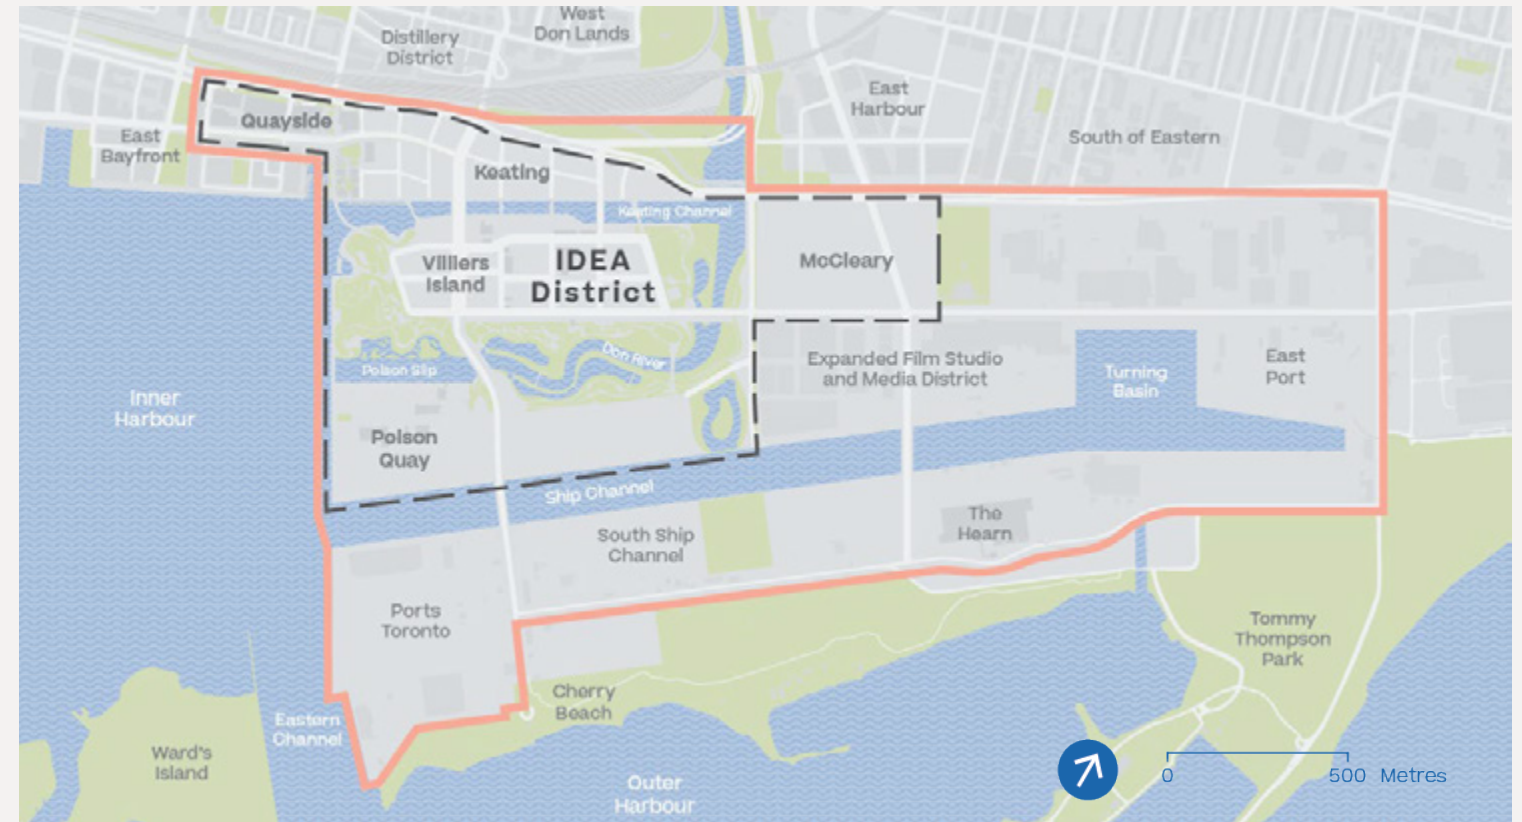 West
Don Lands
Distillery
District
East
Harbour
Quayside
East
Bayfront
South of Eastern
Keating
Keating Channel
Villiers
Island
IDEA
District
McCleary
Don River
Polson Slip
Expanded Film Studio
and Media District
East
Port
Turning
Basin
Inner
Harbour
Polson
Quay
Ship Channel
South Ship
Channel
The
Hearn
Ports
Toronto
Tommy
Thompson
Park
Cherry
Beach
Eastern
Channel
Ward's
Island
Outer
Harbour
0 500 Metres